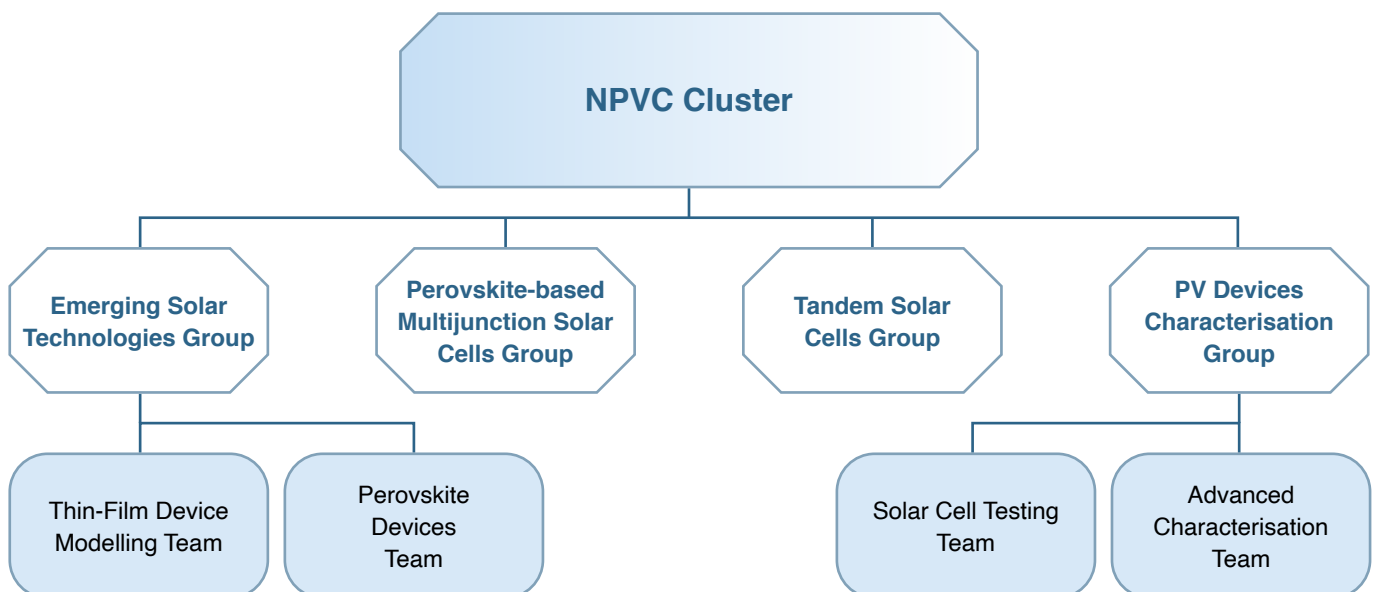 NPVC Cluster
Emerging Solar
Technologies Group
Perovskite-based
Multijunction Solar
Cells Group
Tandem Solar
Cells Group
PV Devices
Characterisation
Group
Thin-Film Device
Modelling Team
Perovskite
Devices
Team
Solar Cell Testing
Team
Advanced
Characterisation
Team